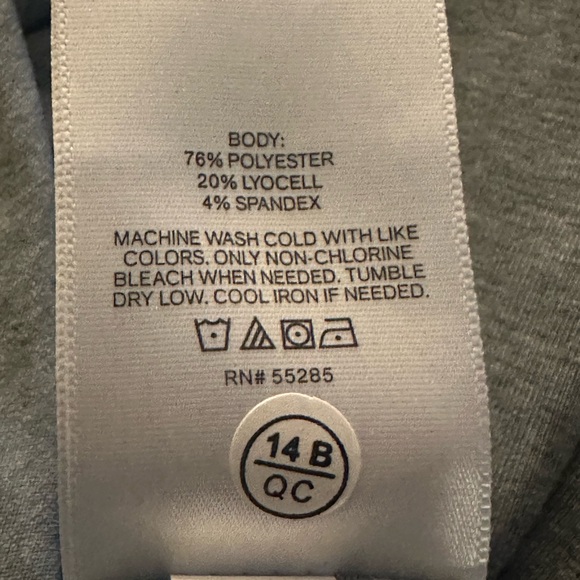 BODY:
76% POLYESTER
20% LYOCELL
4% SPANDEX
MACHINE WASH COLD WITH LIKE
COLORS. ONLY NON-CHLORINE
BLEACH WHEN NEEDED. TUMBLE
DRY LOW. COOL IRON IF NEEDED.
RN# 55285
14 B
QC